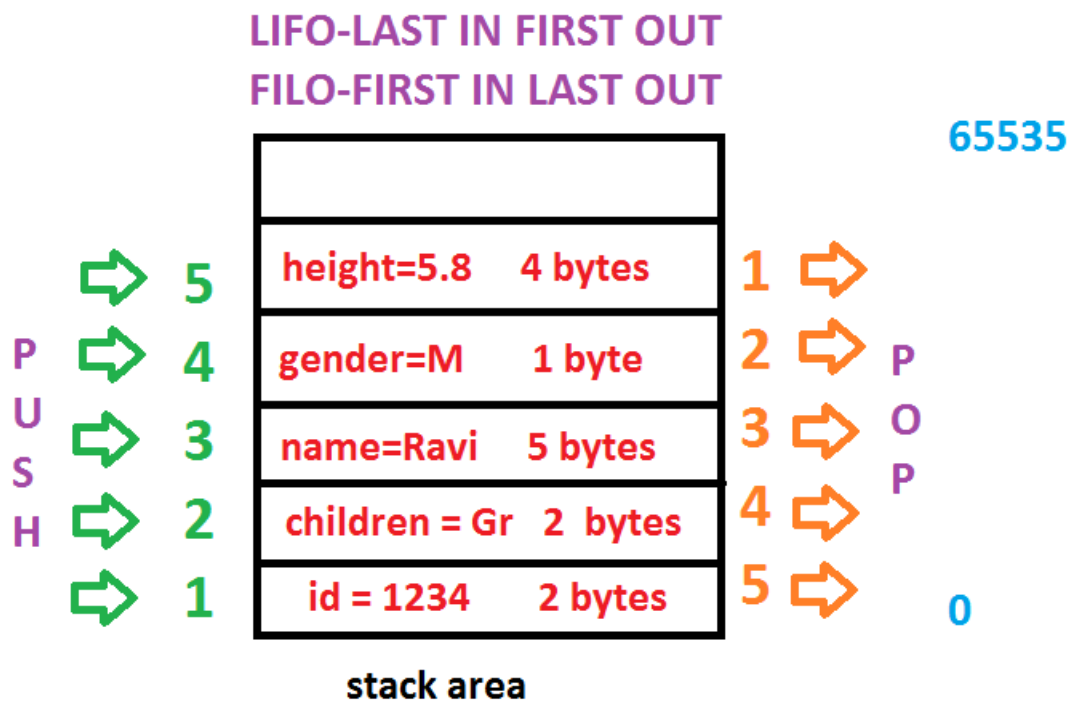 LIFO-LAST IN FIRST OUT
FILO-FIRST IN LAST OUT
65535
5 height=5.8 4 bytes 1
4 gender=M 1 byte 2
3 name=Ravi 5 bytes 3
2 children = Gr 2 bytes 4
1 id = 1234 2 bytes 5
0
PUSH
POP
stack area